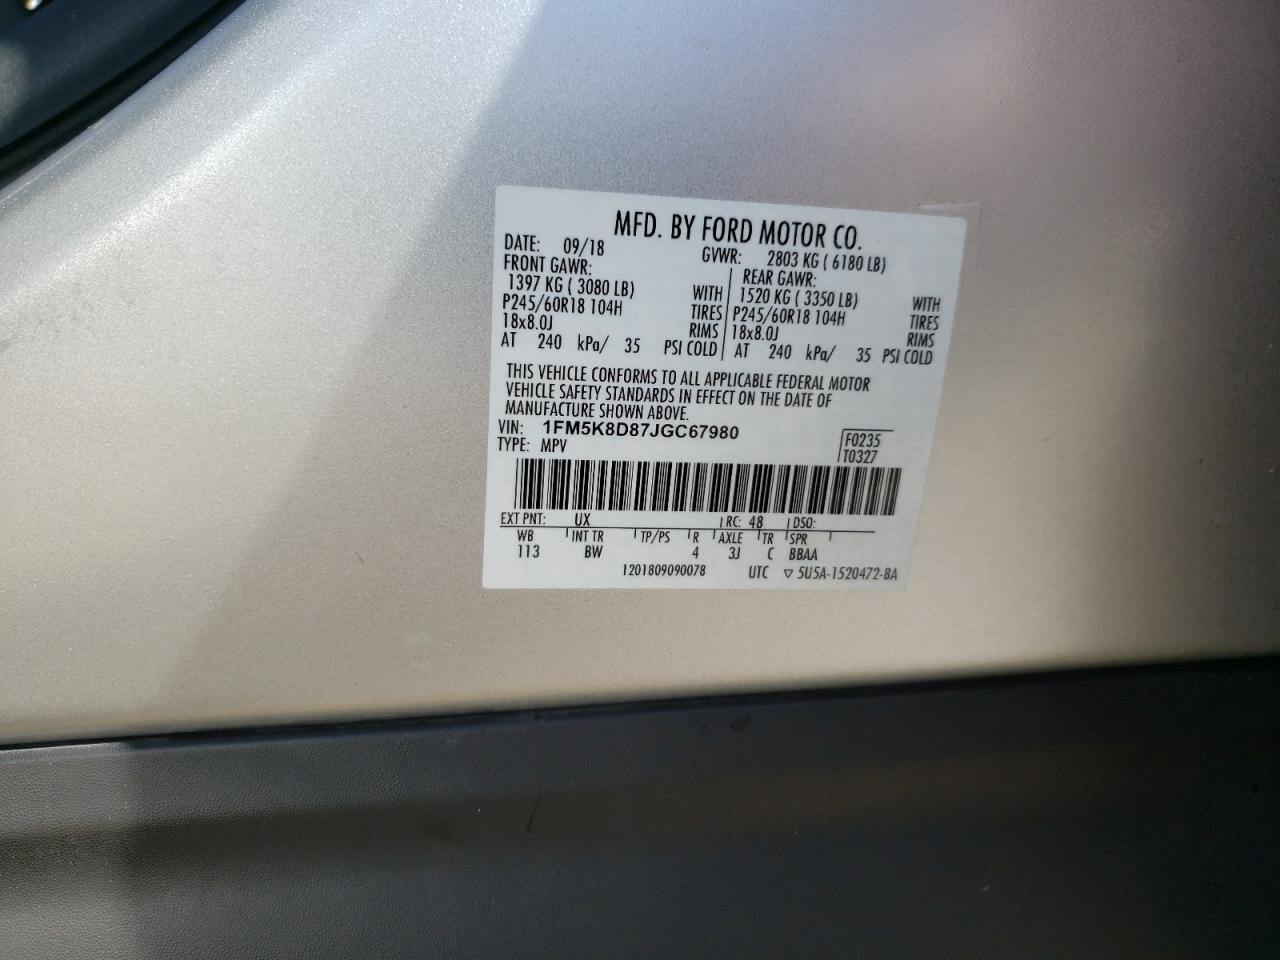 MFD. BY FORD MOTOR CO.
DATE: 09/18 GVWR: 2803 KG ( 6180 LB)
FRONT GAWR: REAR GAWR:
1397 KG ( 3080 LB) WITH 1520 KG ( 3350 LB) WITH
P245/60R18 104H TIRES P245/60R18 104H TIRES
18x8.0J RIMS 18x8.0J RIMS
AT 240 kPa/ 35 PSI COLD AT 240 kPa/ 35 PSI COLD
THIS VEHICLE CONFORMS TO ALL APPLICABLE FEDERAL MOTOR
VEHICLE SAFETY STANDARDS IN EFFECT ON THE DATE OF
MANUFACTURE SHOWN ABOVE.
VIN: 1FM5K8D87JGC67980 F0235
TYPE: MPV T0327
EXT PNT: UX RC: 48 DSO:
WB INT TR TP/PS R AXLE TR SPR
113 BW 4 3J C BBAA
1201809090078 UTC ▽ 5U5A-1520472-BA